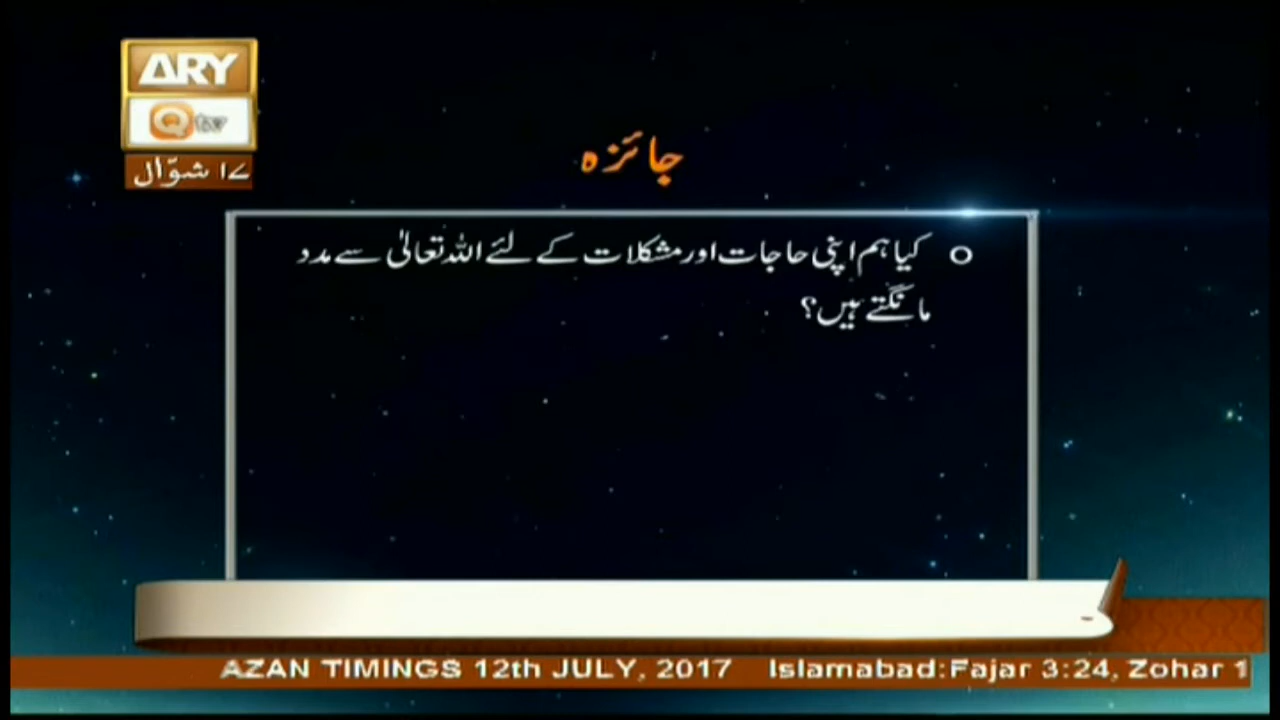 ARY
Qtv
۱۷ شوّال
جائزہ
o کیا ہم اپنی حاجات اور مشکلات کے لئے اللہ تعالیٰ سے مدد
مانگتے ہیں؟
AZAN TIMINGS 12th JULY, 2017 Islamabad:Fajar 3:24, Zohar 1